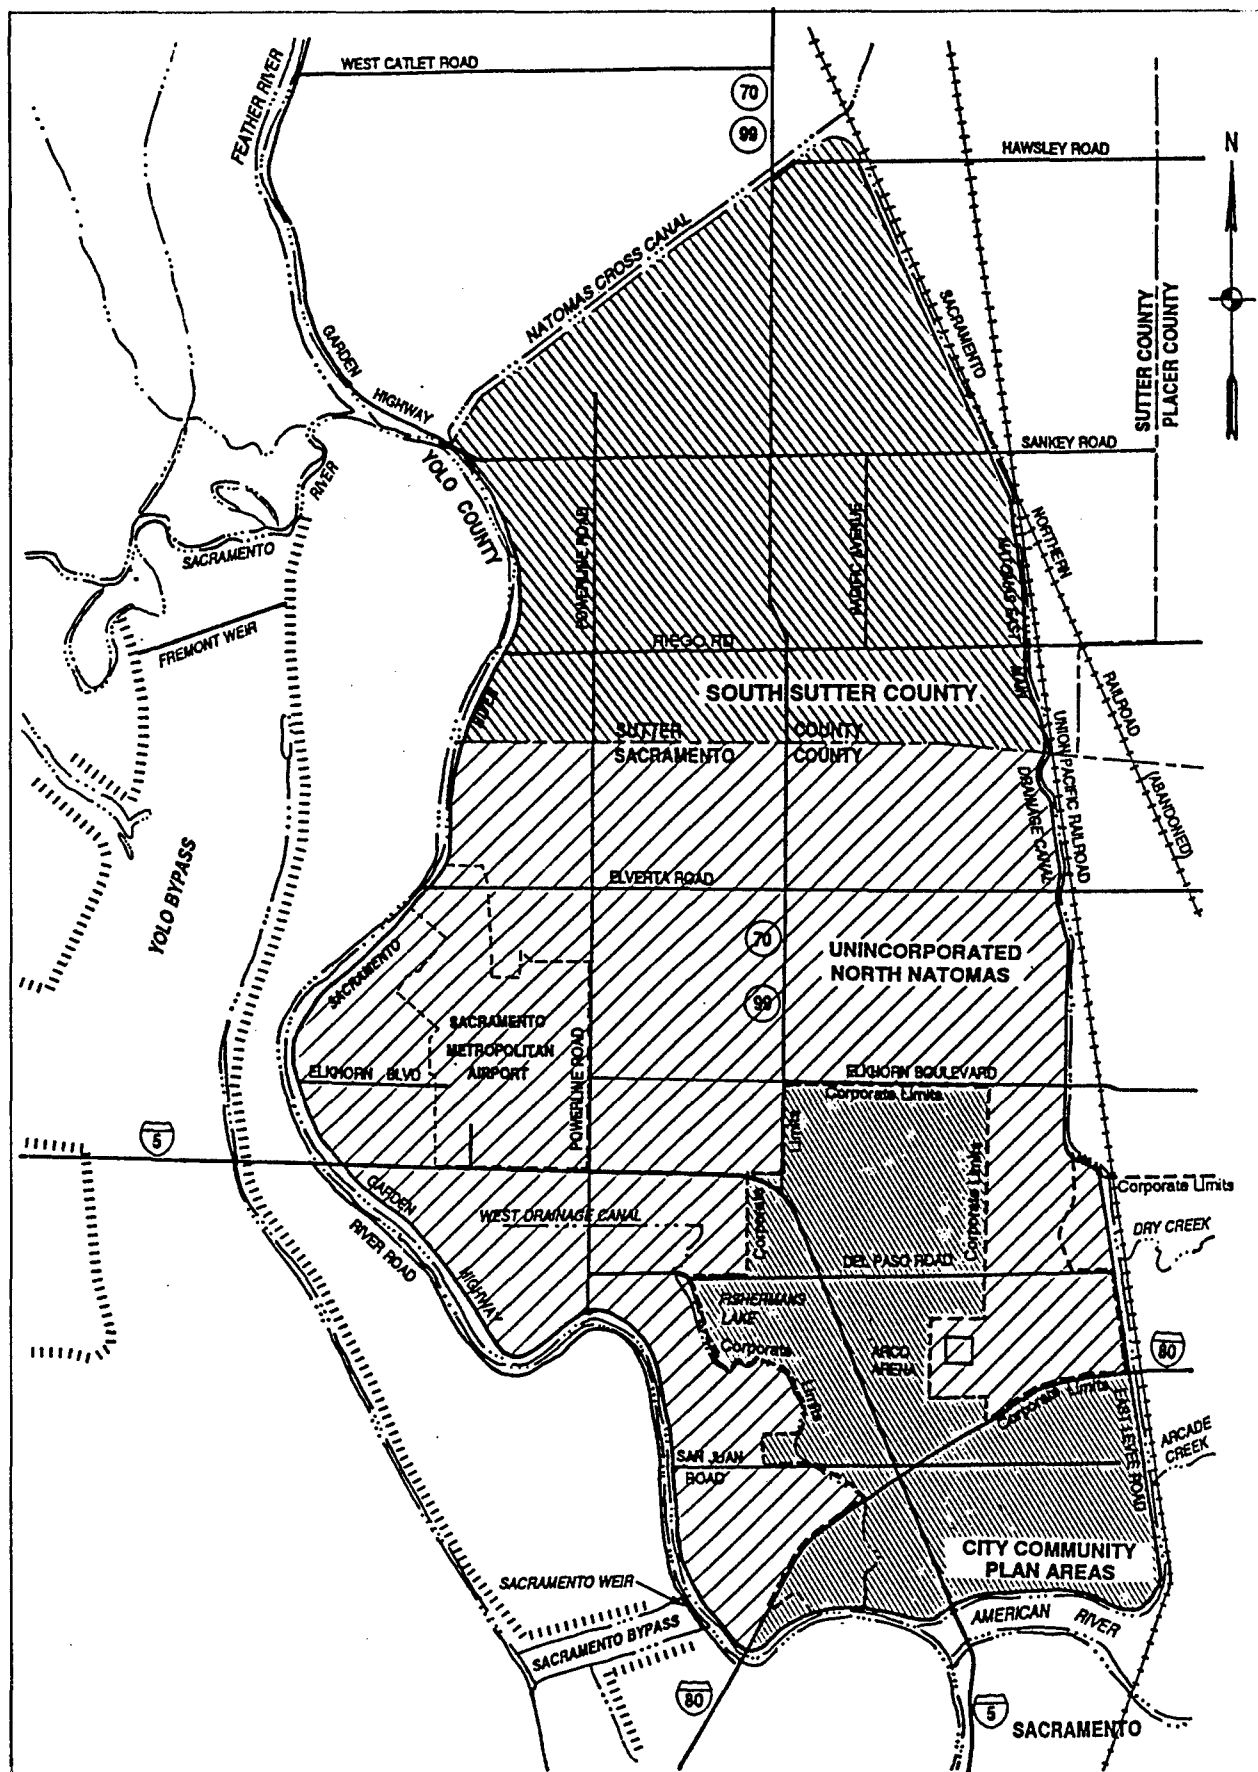 WEST CATLET ROAD
FEATHER RIVER
70
99
HAWSLEY ROAD
N
NATOMAS CROSS CANAL
SACRAMENTO
SUTTER COUNTY
PLACER COUNTY
GARDEN
HIGHWAY
SANKEY ROAD
YOLO COUNTY
RIVER
SACRAMENTO
POWERLINE ROAD
PACIFIC AVENUE
NATOMAS EAST
NORTHERN
FREMONT WEIR
RIEGO RD
MAIN
RIVER
SOUTH SUTTER COUNTY
RAILROAD
SUTTER COUNTY
SACRAMENTO COUNTY
UNION PACIFIC RAILROAD
DRAINAGE CANAL
(ABANDONED)
YOLO BYPASS
ELVERTA ROAD
70
UNINCORPORATED
NORTH NATOMAS
SACRAMENTO
99
SACRAMENTO
METROPOLITAN
AIRPORT
POWERLINE ROAD
ELKHORN BLVD
ELKHORN BOULEVARD
Corporate Limits
Limits
5
Corporate Limits
Corporate Limits
GARDEN
WEST DRAINAGE CANAL
Corporate
DRY CREEK
RIVER ROAD
DEL PASO ROAD
HIGHWAY
FISHERMANS
LAKE
Corporate
Limits
ARCO
ARENA
80
Corporate Limits
EAST LEVEE ROAD
ARCADE
CREEK
SAN JUAN
ROAD
CITY COMMUNITY
PLAN AREAS
SACRAMENTO WEIR
AMERICAN RIVER
SACRAMENTO BYPASS
80
5
SACRAMENTO